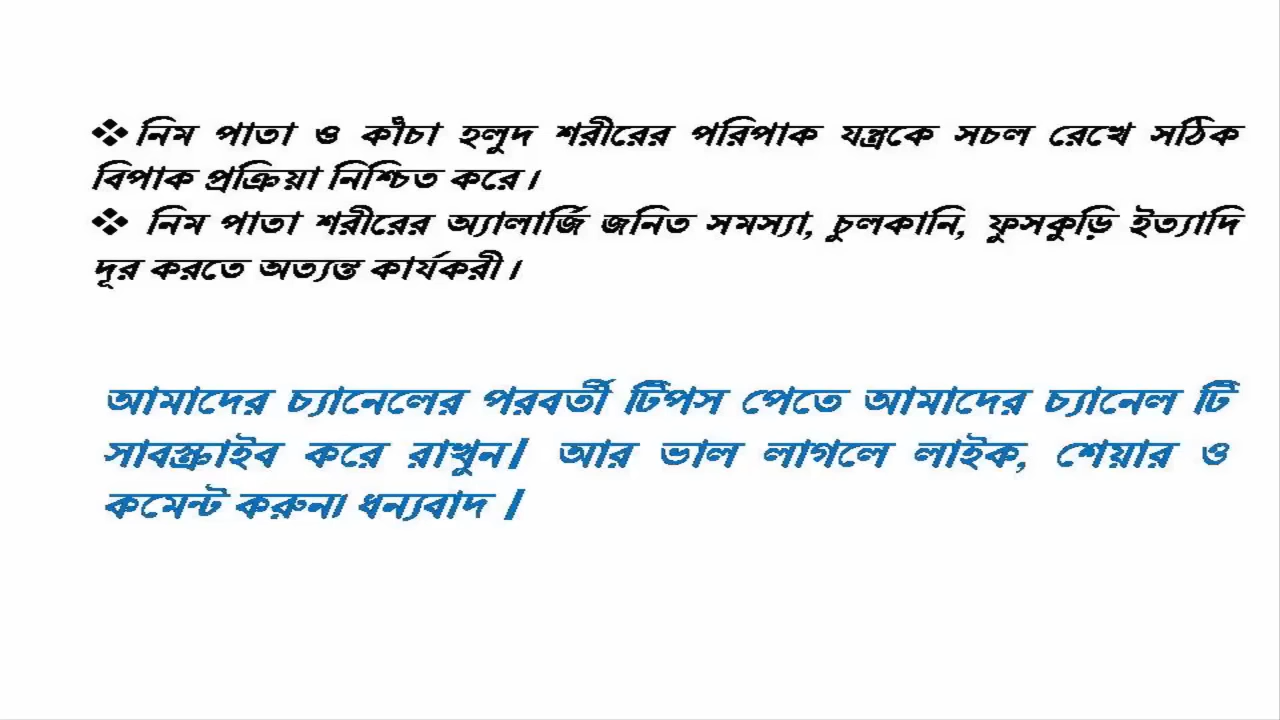 ❖ নিম পাতা ও কাঁচা হলুদ শরীরের পরিপাক যন্ত্রকে সচল রেখে সঠিক
বিপাক প্রক্রিয়া নিশ্চিত করে।
❖ নিম পাতা শরীরের অ্যালার্জি জনিত সমস্যা, চুলকানি, ফুসকুড়ি ইত্যাদি
দূর করতে অত্যন্ত কার্যকরী।
আমাদের চ্যানেলের পরবর্তী টিপস পেতে আমাদের চ্যানেল টি
সাবস্ক্রাইব করে রাখুন। আর ভাল লাগলে লাইক, শেয়ার ও
কমেন্ট করুন। ধন্যবাদ ।